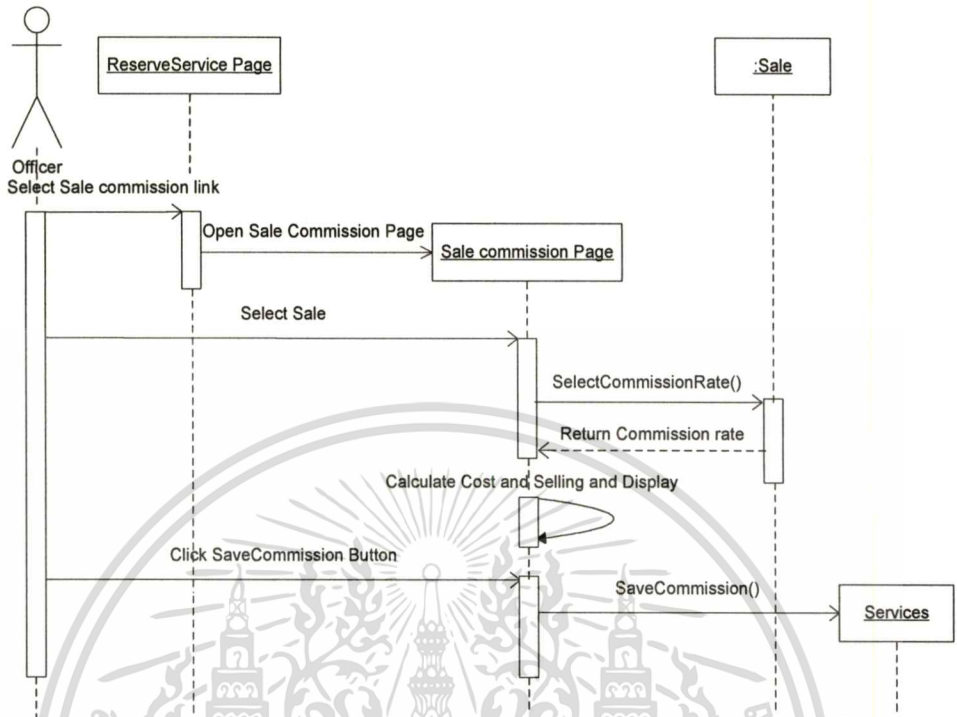 ReserveService Page
:Sale
Officer
Select Sale commission link
Open Sale Commission Page
Sale commission Page
Select Sale
SelectCommissionRate()
Return Commission rate
Calculate Cost and Selling and Display
Click SaveCommission Button
SaveCommission()
Services